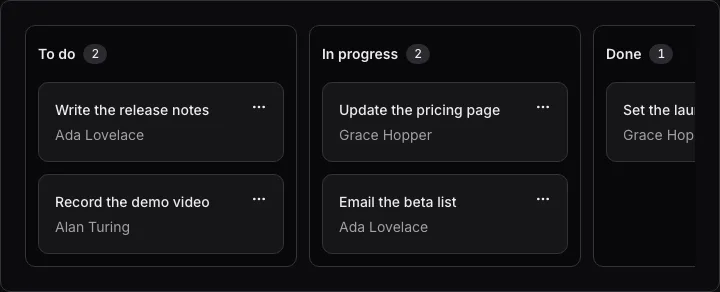 To do 2
Write the release notes
Ada Lovelace
Record the demo video
Alan Turing
In progress 2
Update the pricing page
Grace Hopper
Email the beta list
Ada Lovelace
Done 1
Set the
Grace